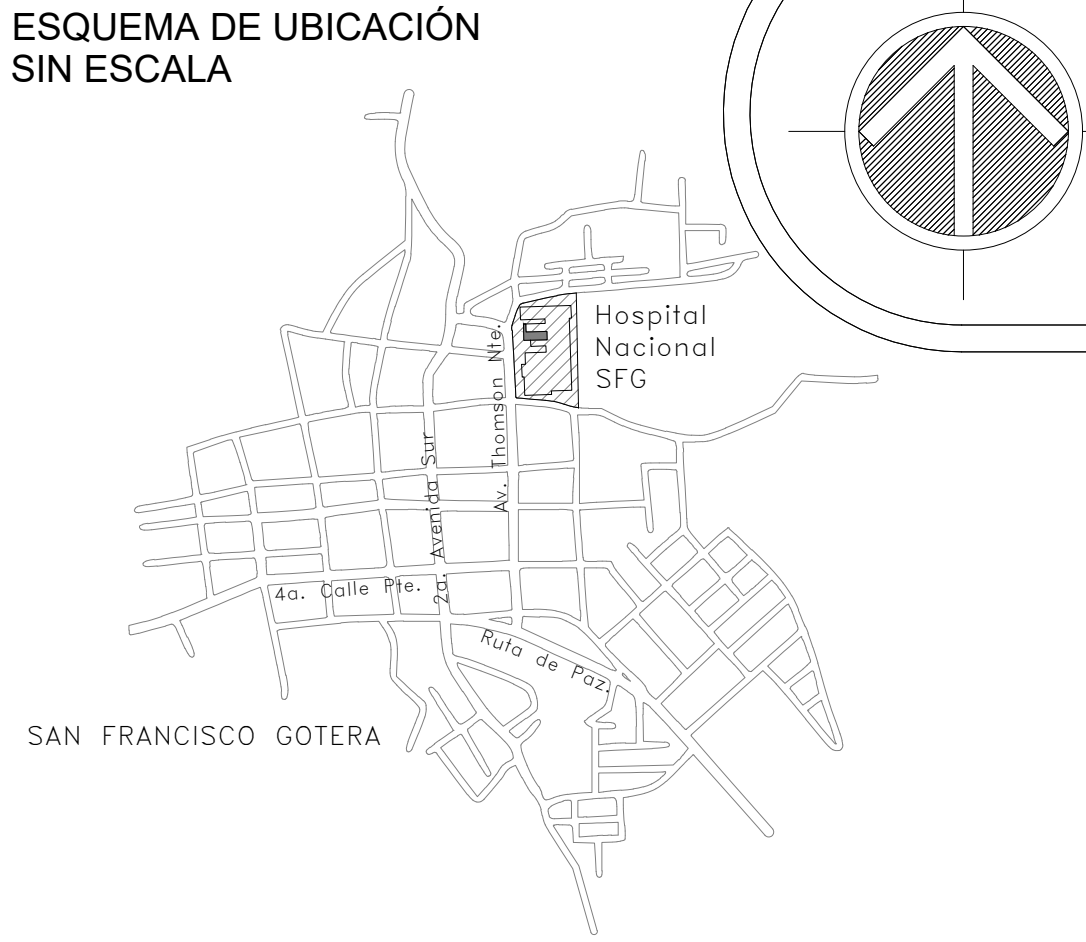 ESQUEMA DE UBICACIÓN
SIN ESCALA
Hospital
Nacional
SFG
Av. Thomson Nte.
2a. Avenida Sur
4a. Calle Pte.
Ruta de Paz.
SAN FRANCISCO GOTERA